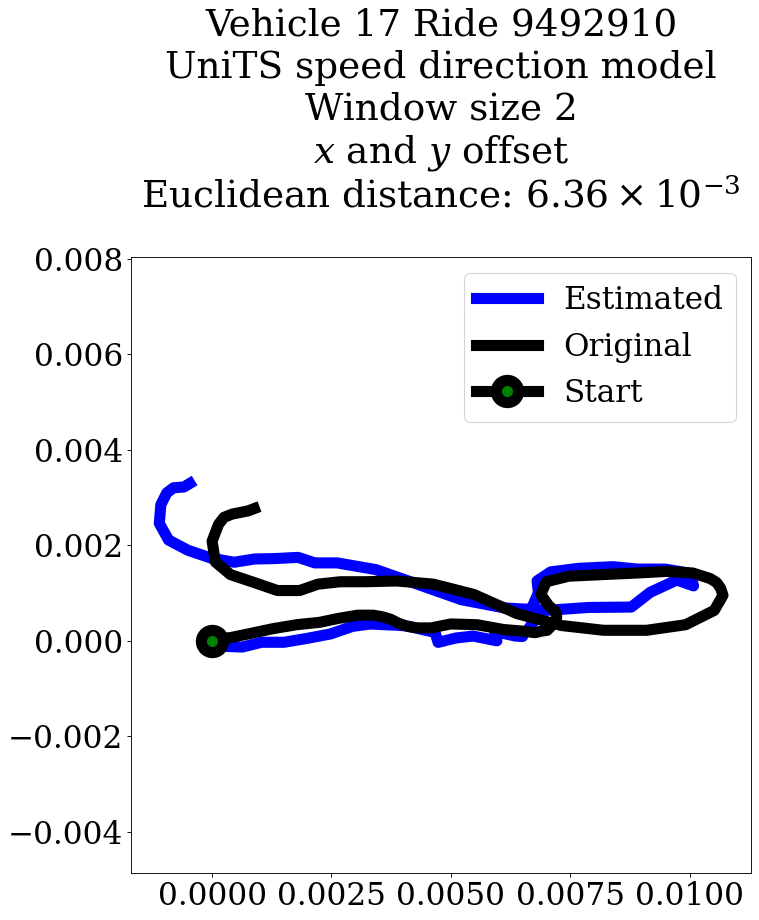 Vehicle 17 Ride 9492910
UniTS speed direction model
Window size 2
x and y offset
Euclidean distance: 6.36 × 10⁻³
Estimated
Original
Start
0.008
0.006
0.004
0.002
0.000
−0.002
−0.004
0.0000 0.0025 0.0050 0.0075 0.0100